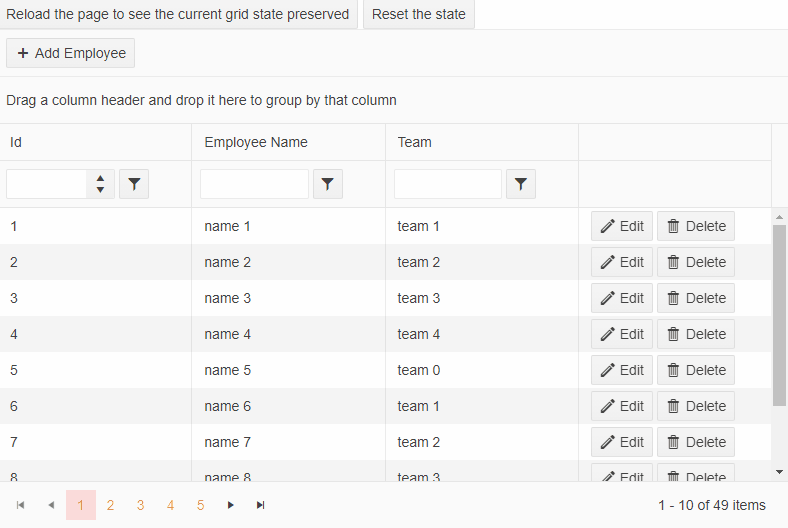 Reload the page to see the current grid state preserved Reset the state
Add Employee
Drag a column header and drop it here to group by that column
Id Employee Name Team
1 name 1 team 1 Edit Delete
2 name 2 team 2 Edit Delete
3 name 3 team 3 Edit Delete
4 name 4 team 4 Edit Delete
5 name 5 team 0 Edit Delete
6 name 6 team 1 Edit Delete
7 name 7 team 2 Edit Delete
8 name 8 team 3 Edit Delete
1 2 3 4 5 1 - 10 of 49 items